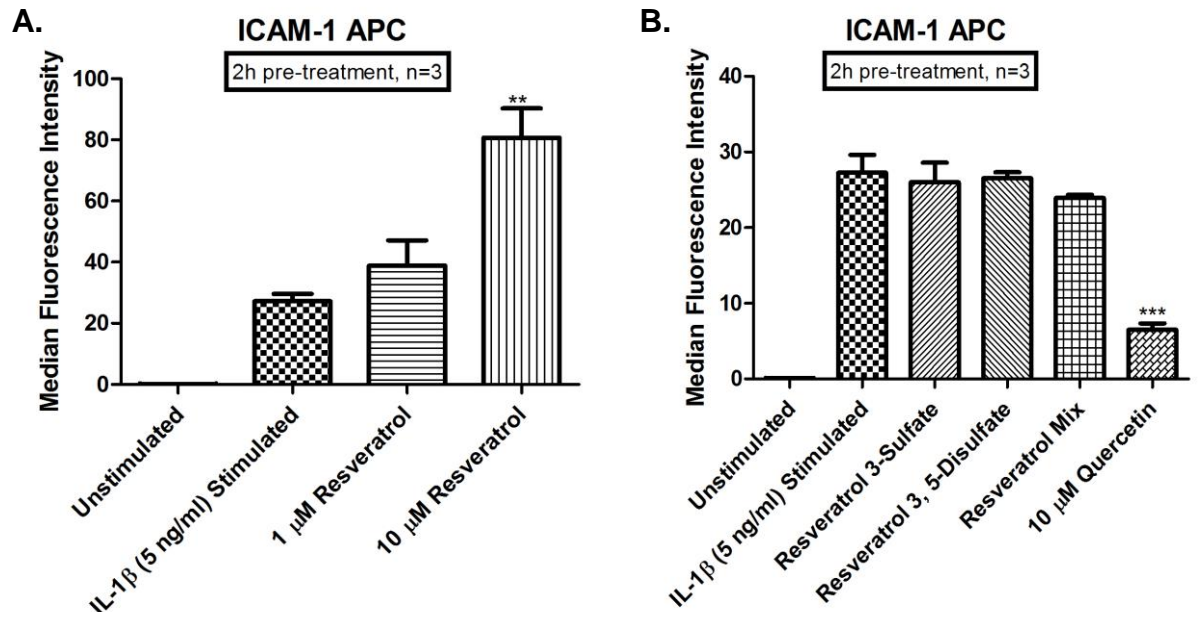 A.
ICAM-1 APC
2h pre-treatment, n=3
Median Fluorescence Intensity
100
80
60
40
20
0
**
Unstimulated
IL-1β (5 ng/ml) Stimulated
1 μM Resveratrol
10 μM Resveratrol
B.
ICAM-1 APC
2h pre-treatment, n=3
Median Fluorescence Intensity
40
30
20
10
0
***
Unstimulated
IL-1β (5 ng/ml) Stimulated
Resveratrol 3-Sulfate
Resveratrol 3, 5-Disulfate
Resveratrol Mix
10 μM Quercetin